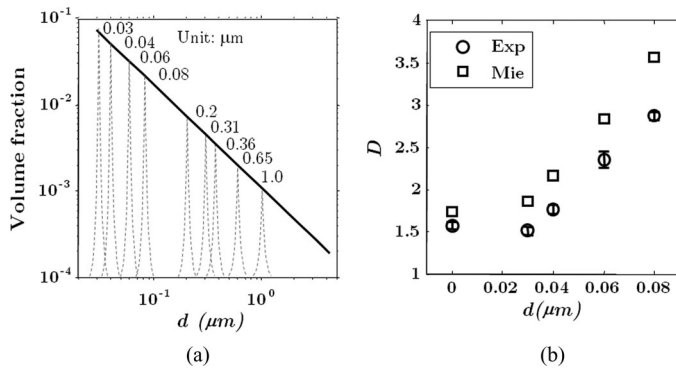 10⁻¹
10⁻²
10⁻³
10⁻⁴
Volume fraction
0.03
0.04
0.06
0.08
0.2
0.31
0.36
0.65
1.0
Unit: μm
10⁻¹
10⁰
d (μm)
(a)
4
3.5
3
2.5
2
1.5
1
D
Exp
Mie
0 0.02 0.04 0.06 0.08
d(μm)
(b)